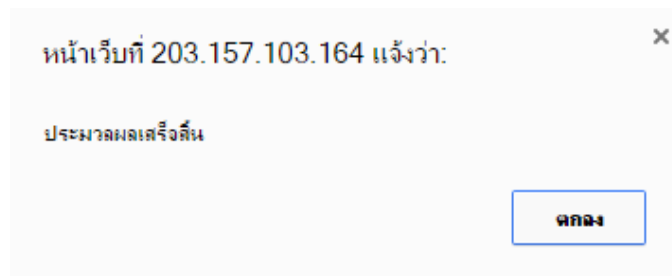 หน้าเว็บที่ 203.157.103.164 แจ้งว่า:
ประมวลผลเสร็จสิ้น
ตกลง